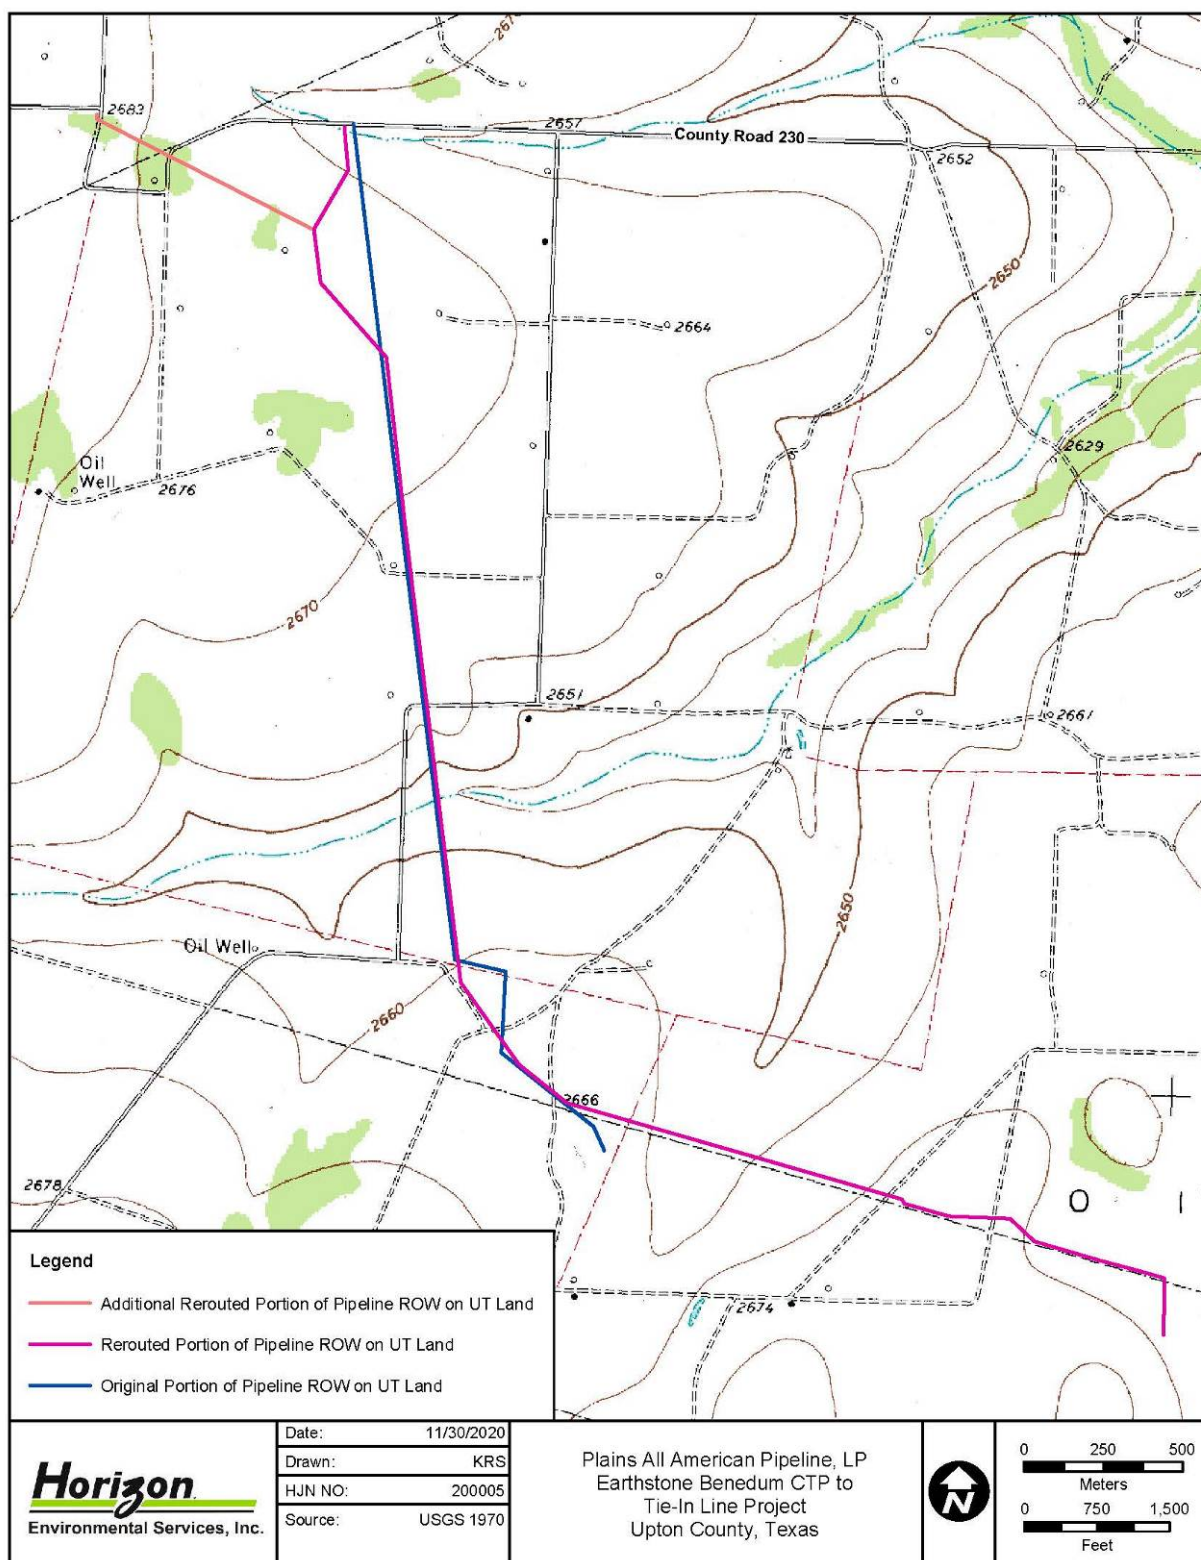 2670
2683
2657
County Road 230
2652
2650
2664
2629
Oil
Well
2676
2670
2651
2661
2650
Oil Well
2660
2666
2678
O I
2674
Legend
Additional Rerouted Portion of Pipeline ROW on UT Land
Rerouted Portion of Pipeline ROW on UT Land
Original Portion of Pipeline ROW on UT Land
Horizon
Environmental Services, Inc.
Date: 11/30/2020
Drawn: KRS
HJN NO: 200005
Source: USGS 1970
Plains All American Pipeline, LP
Earthstone Benedum CTP to
Tie-In Line Project
Upton County, Texas
N
0 250 500
Meters
0 750 1,500
Feet